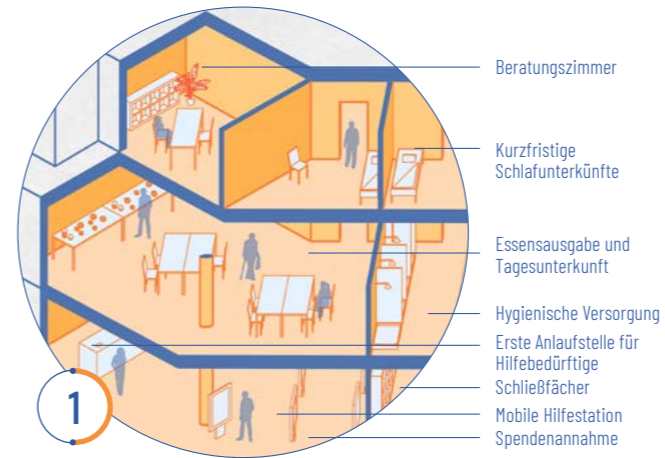 Beratungszimmer
Kurzfristige
Schlafunterkünfte
Essensausgabe und
Tagesunterkunft
Hygienische Versorgung
Erste Anlaufstelle für
Hilfebedürftige
Schließfächer
Mobile Hilfestation
Spendenannahme
1